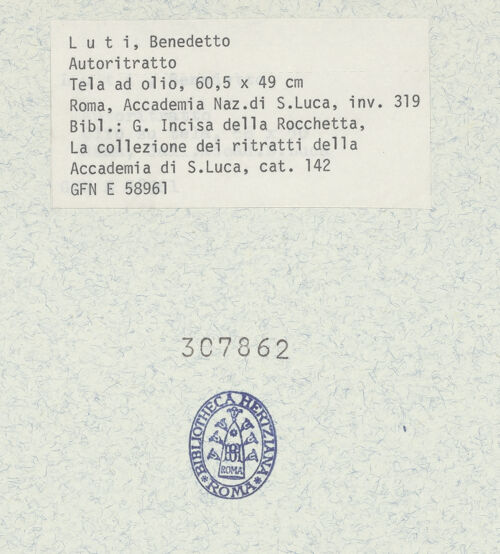 L u t i, Benedetto
Autoritratto
Tela ad olio, 60,5 x 49 cm
Roma, Accademia Naz.di S.Luca, inv. 319
Bibl.: G. Incisa della Rocchetta,
La collezione dei ritratti della
Accademia di S.Luca, cat. 142
GFN E 58961
307862
BIBLIOTHECA HERTZIANA
BH
ROMA
* ROMA *